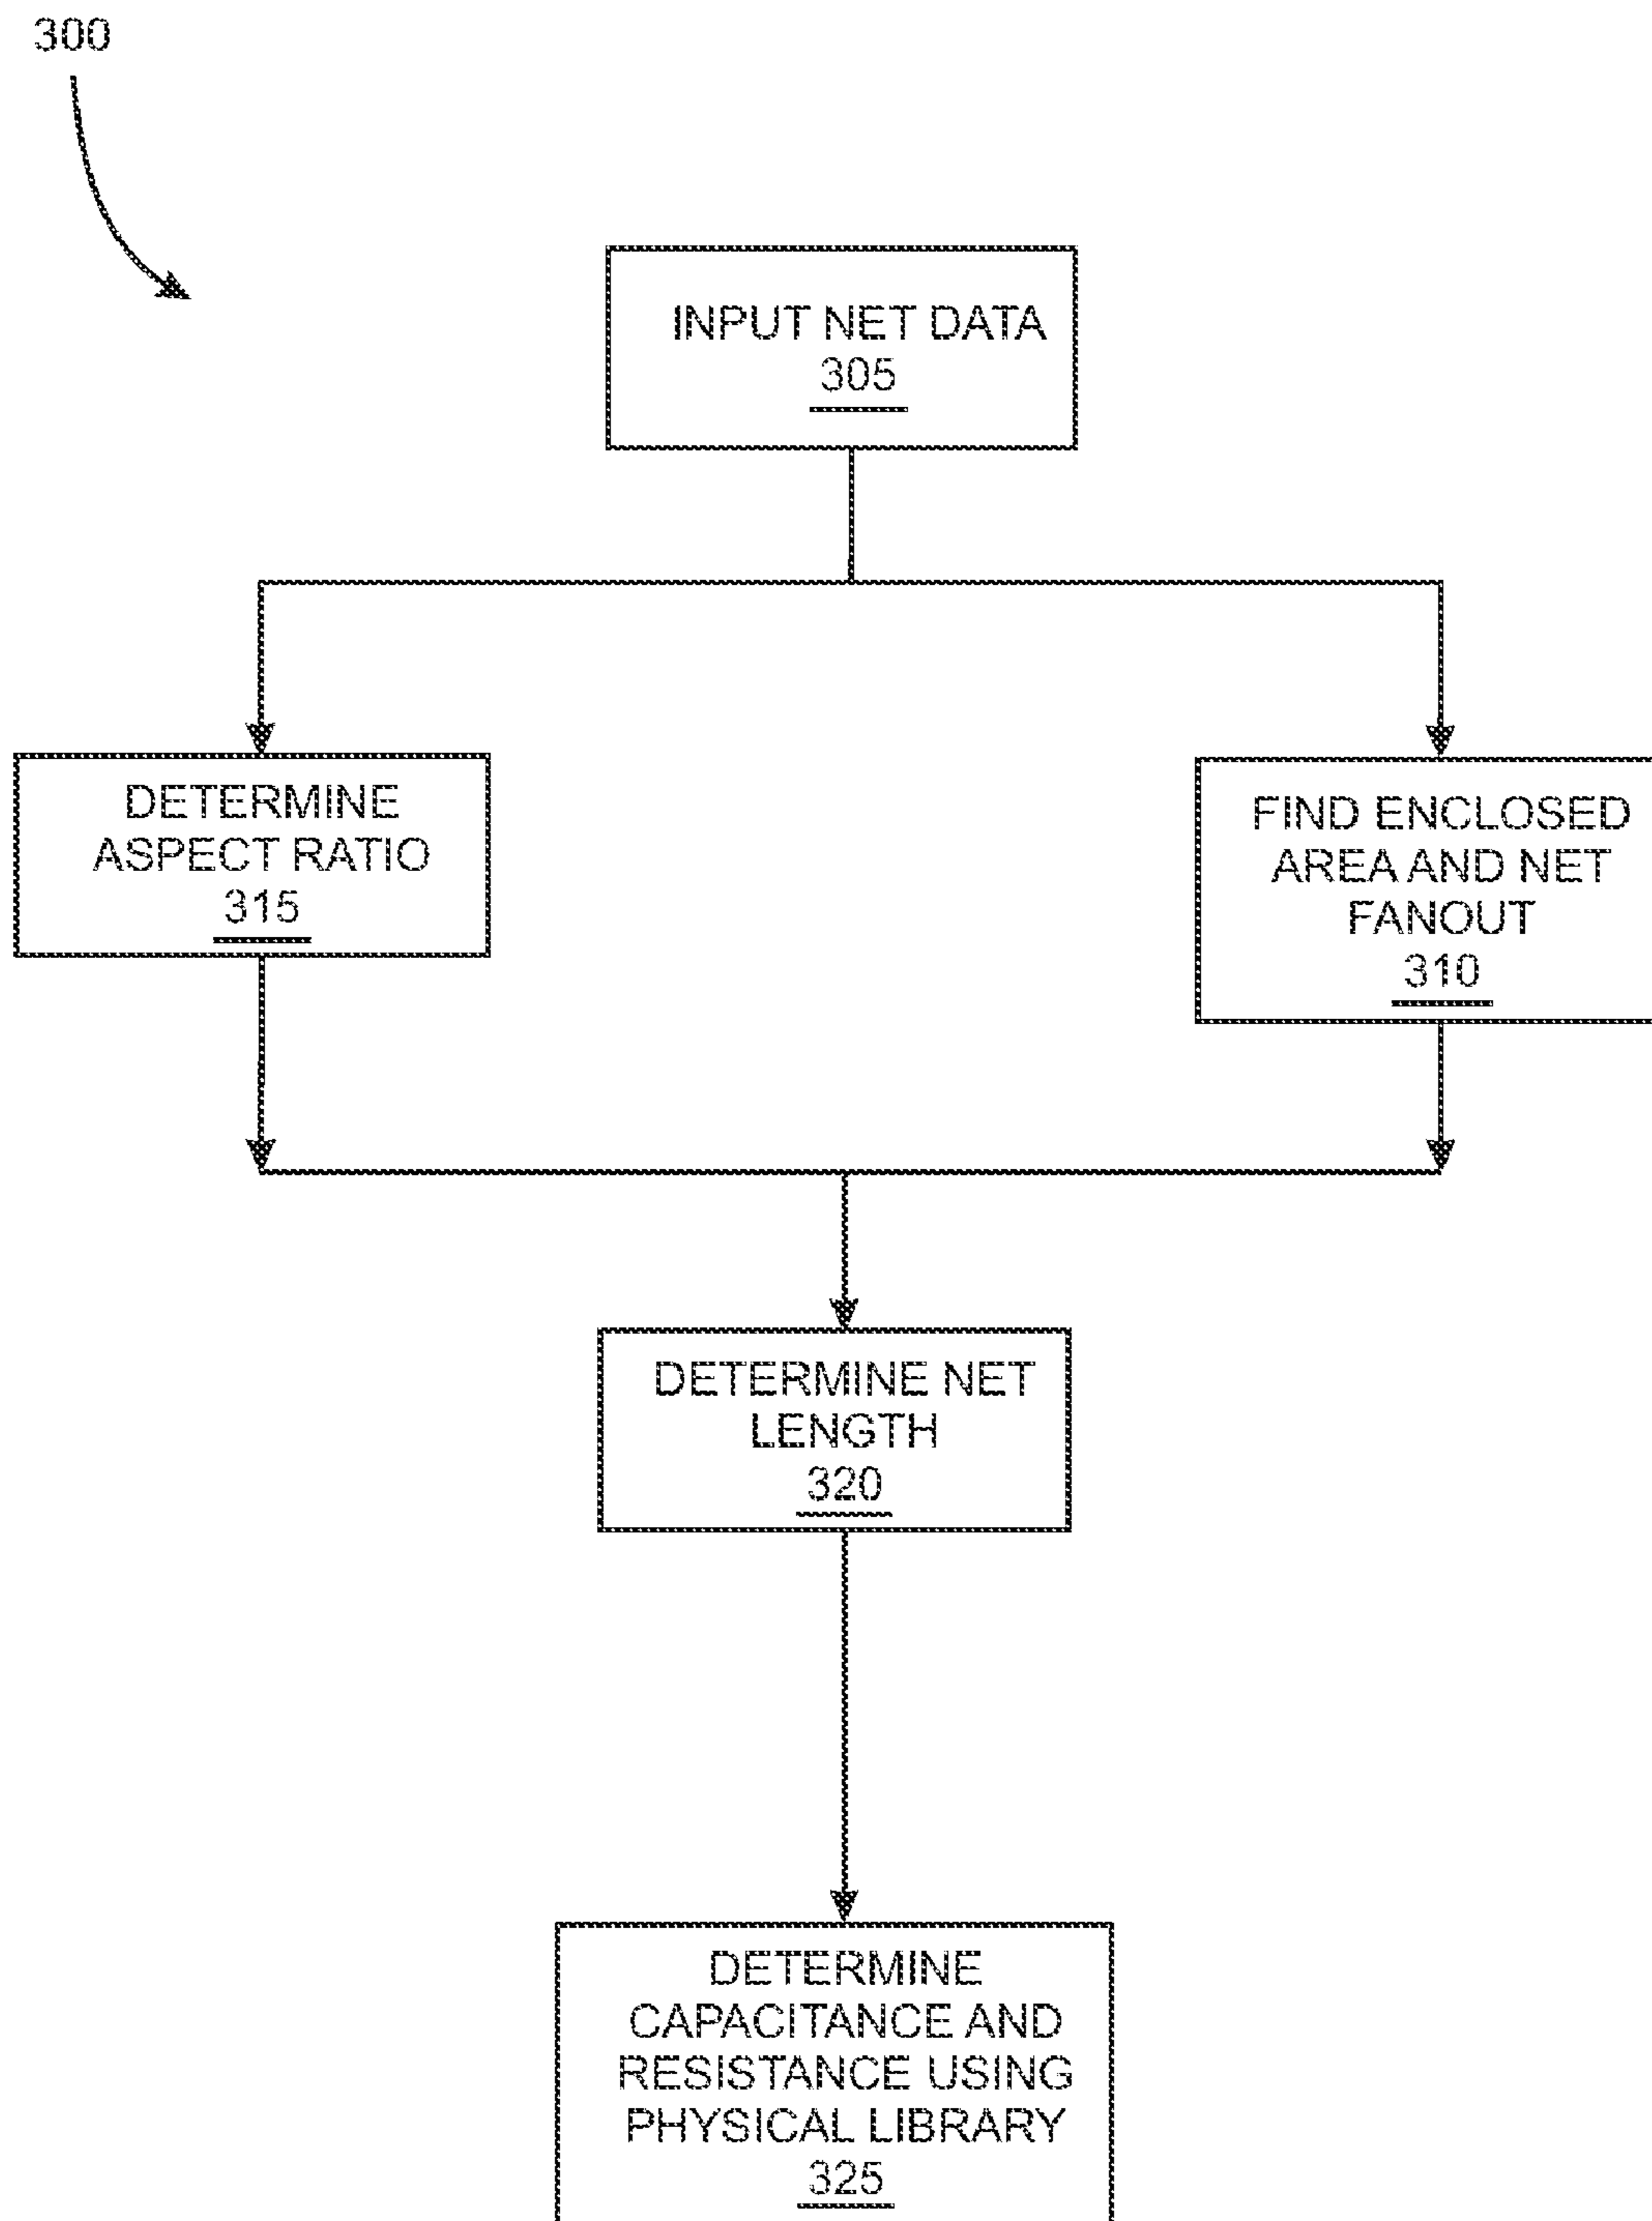 300
INPUT NET DATA
305
DETERMINE
ASPECT RATIO
315
FIND ENCLOSED
AREA AND NET
FANOUT
310
DETERMINE NET
LENGTH
320
DETERMINE
CAPACITANCE AND
RESISTANCE USING
PHYSICAL LIBRARY
325